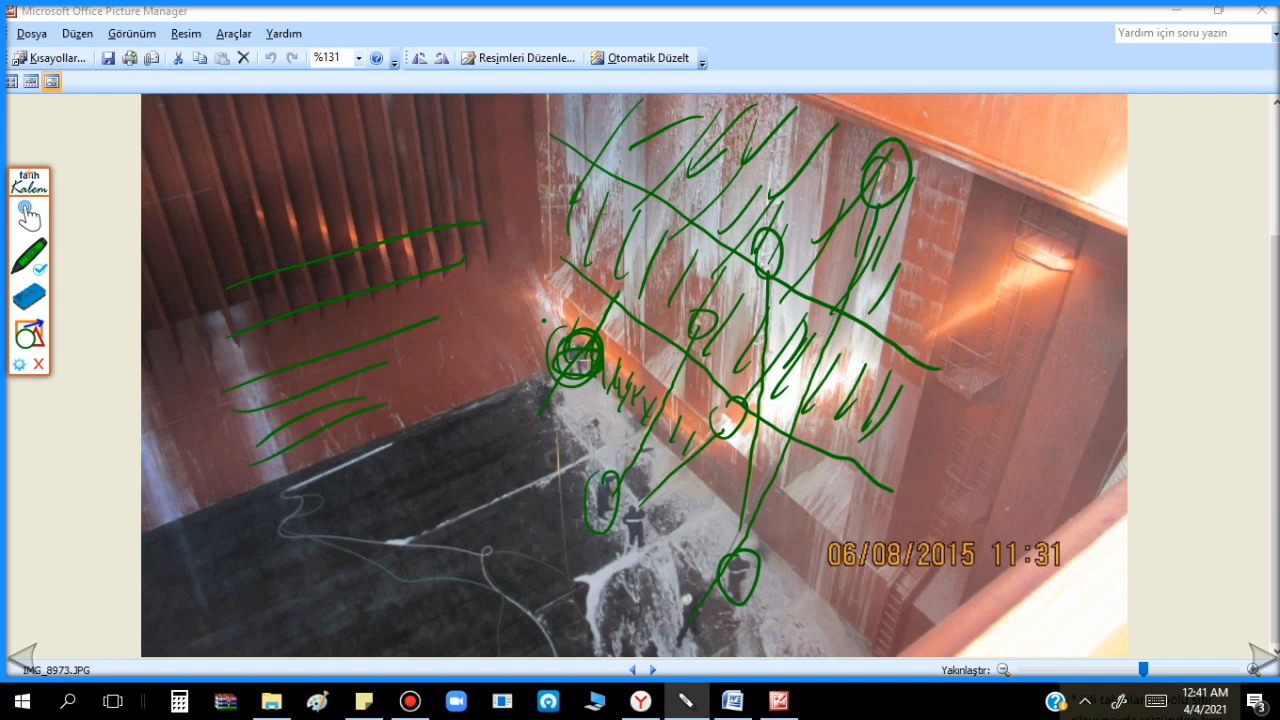 Microsoft Office Picture Manager
Dosya Düzen Görünüm Resim Araçlar Yardım
Yardım için soru yazın
Kısayollar... %131 Resimleri Düzenle... Otomatik Düzelt
fatih
Kalem
06/08/2015 11:31
IMG_8973.JPG
Yakınlaştır:
12:41 AM
4/4/2021
3